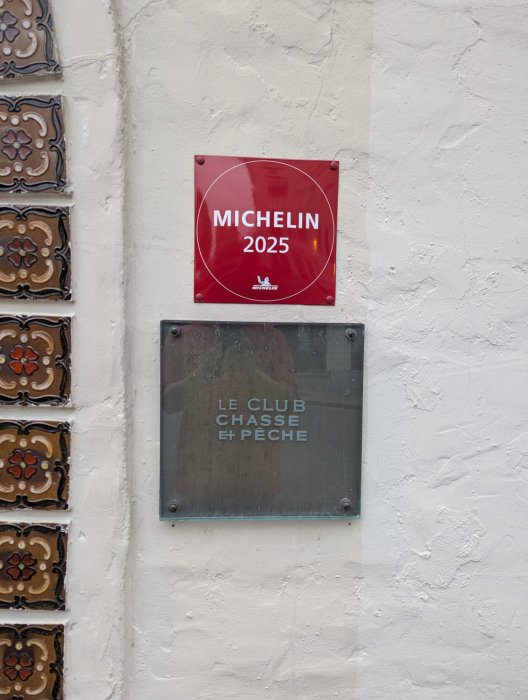 MICHELIN
2025
MICHELIN
LE CLUB
CHASSE
Et PÊCHE